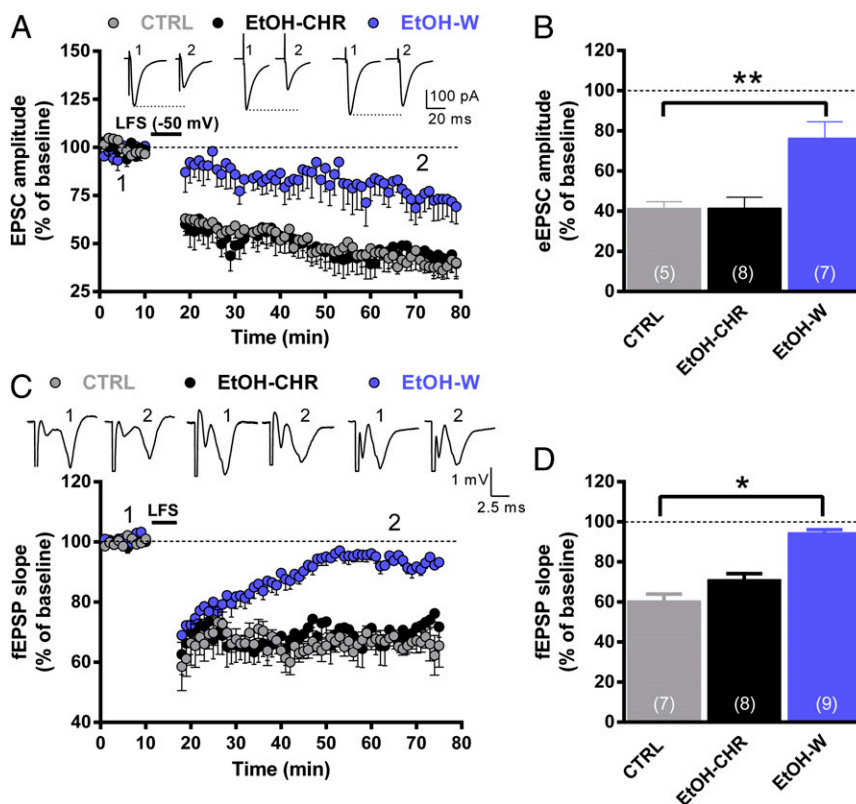 A
CTRL EtOH-CHR EtOH-W
1 2 1 2 1 2
100 pA
20 ms
LFS (-50 mV)
1
2
EPSC amplitude
(% of baseline)
150
125
100
75
50
25
0 10 20 30 40 50 60 70 80
Time (min)
B
**
eEPSC amplitude
(% of baseline)
120
100
80
60
40
20
0
(5) (8) (7)
CTRL
EtOH-CHR
EtOH-W
C
CTRL EtOH-CHR EtOH-W
1 2 1 2 1 2
1 mV
2.5 ms
LFS
1
2
fEPSP slope
(% of baseline)
120
100
80
60
40
0 10 20 30 40 50 60 70 80
Time (min)
D
*
fEPSP slope
(% of baseline)
120
100
80
60
40
20
0
(7) (8) (9)
CTRL
EtOH-CHR
EtOH-W